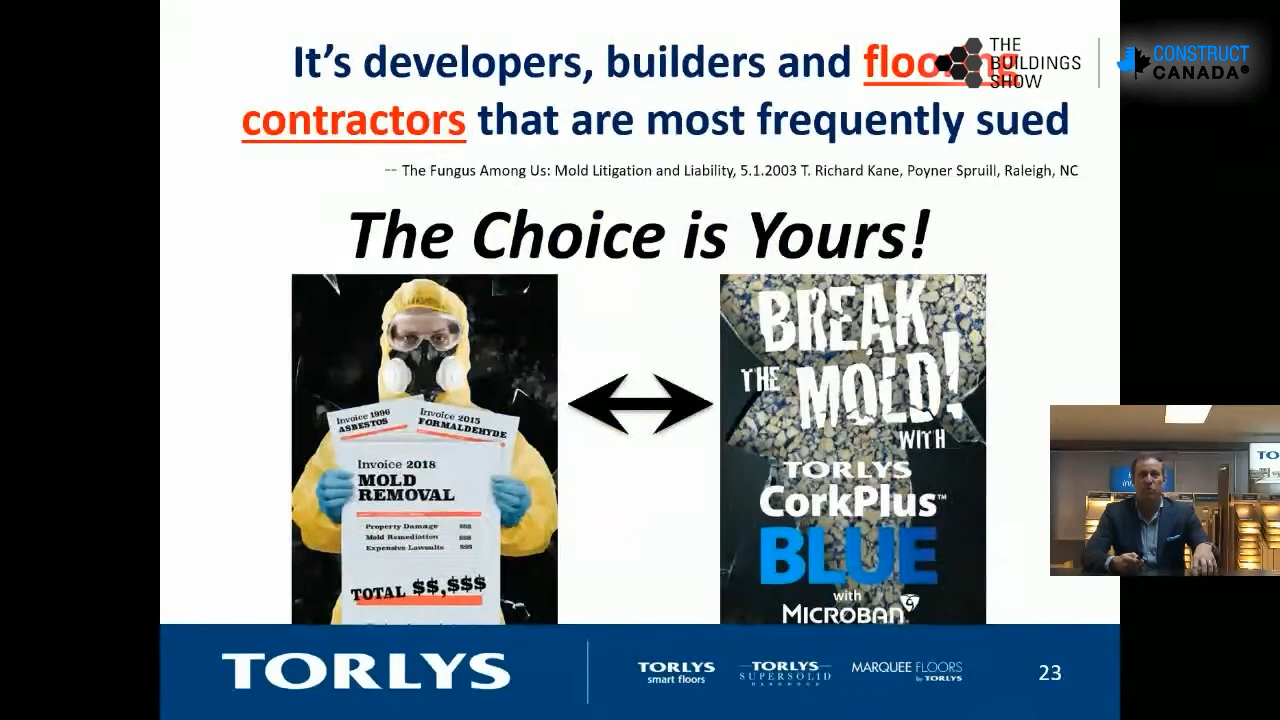 It's developers, builders and flooring
contractors that are most frequently sued
-- The Fungus Among Us: Mold Litigation and Liability, 5.1.2003 T. Richard Kane, Poyner Spruill, Raleigh, NC
THE
BUILDINGS
SHOW
CONSTRUCT
CANADA
The Choice is Yours!
Invoice 1996
ASBESTOS
Invoice 2015
FORMALDEHYDE
Invoice 2018
MOLD
REMOVAL
Property Damage $$$
Mold Remediation $$$
Expensive Lawsuits $$$
TOTAL $$,$$$
BREAK
THE MOLD!
WITH
TORLYS
CorkPlus™
BLUE
with
MICROBAN
TO
TORLYS
TORLYS
smart floors
TORLYS
SUPERSOLID
HARDWOOD
MARQUEE FLOORS
by TORLYS
23